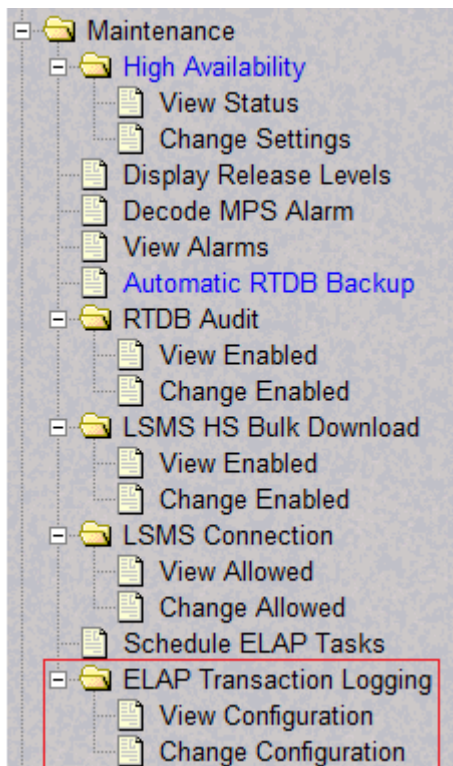 Maintenance
High Availability
View Status
Change Settings
Display Release Levels
Decode MPS Alarm
View Alarms
Automatic RTDB Backup
RTDB Audit
View Enabled
Change Enabled
LSMS HS Bulk Download
View Enabled
Change Enabled
LSMS Connection
View Allowed
Change Allowed
Schedule ELAP Tasks
ELAP Transaction Logging
View Configuration
Change Configuration